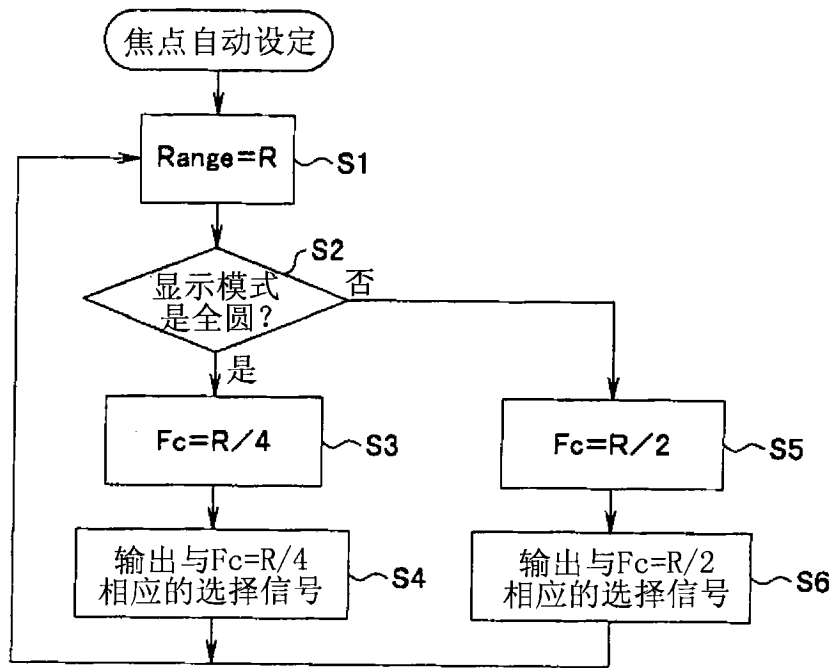 焦点自动设定
Range=R
S1
S2
显示模式
是全圆?
否
是
Fc=R/4
S3
Fc=R/2
S5
输出与Fc=R/4
相应的选择信号
S4
输出与Fc=R/2
相应的选择信号
S6